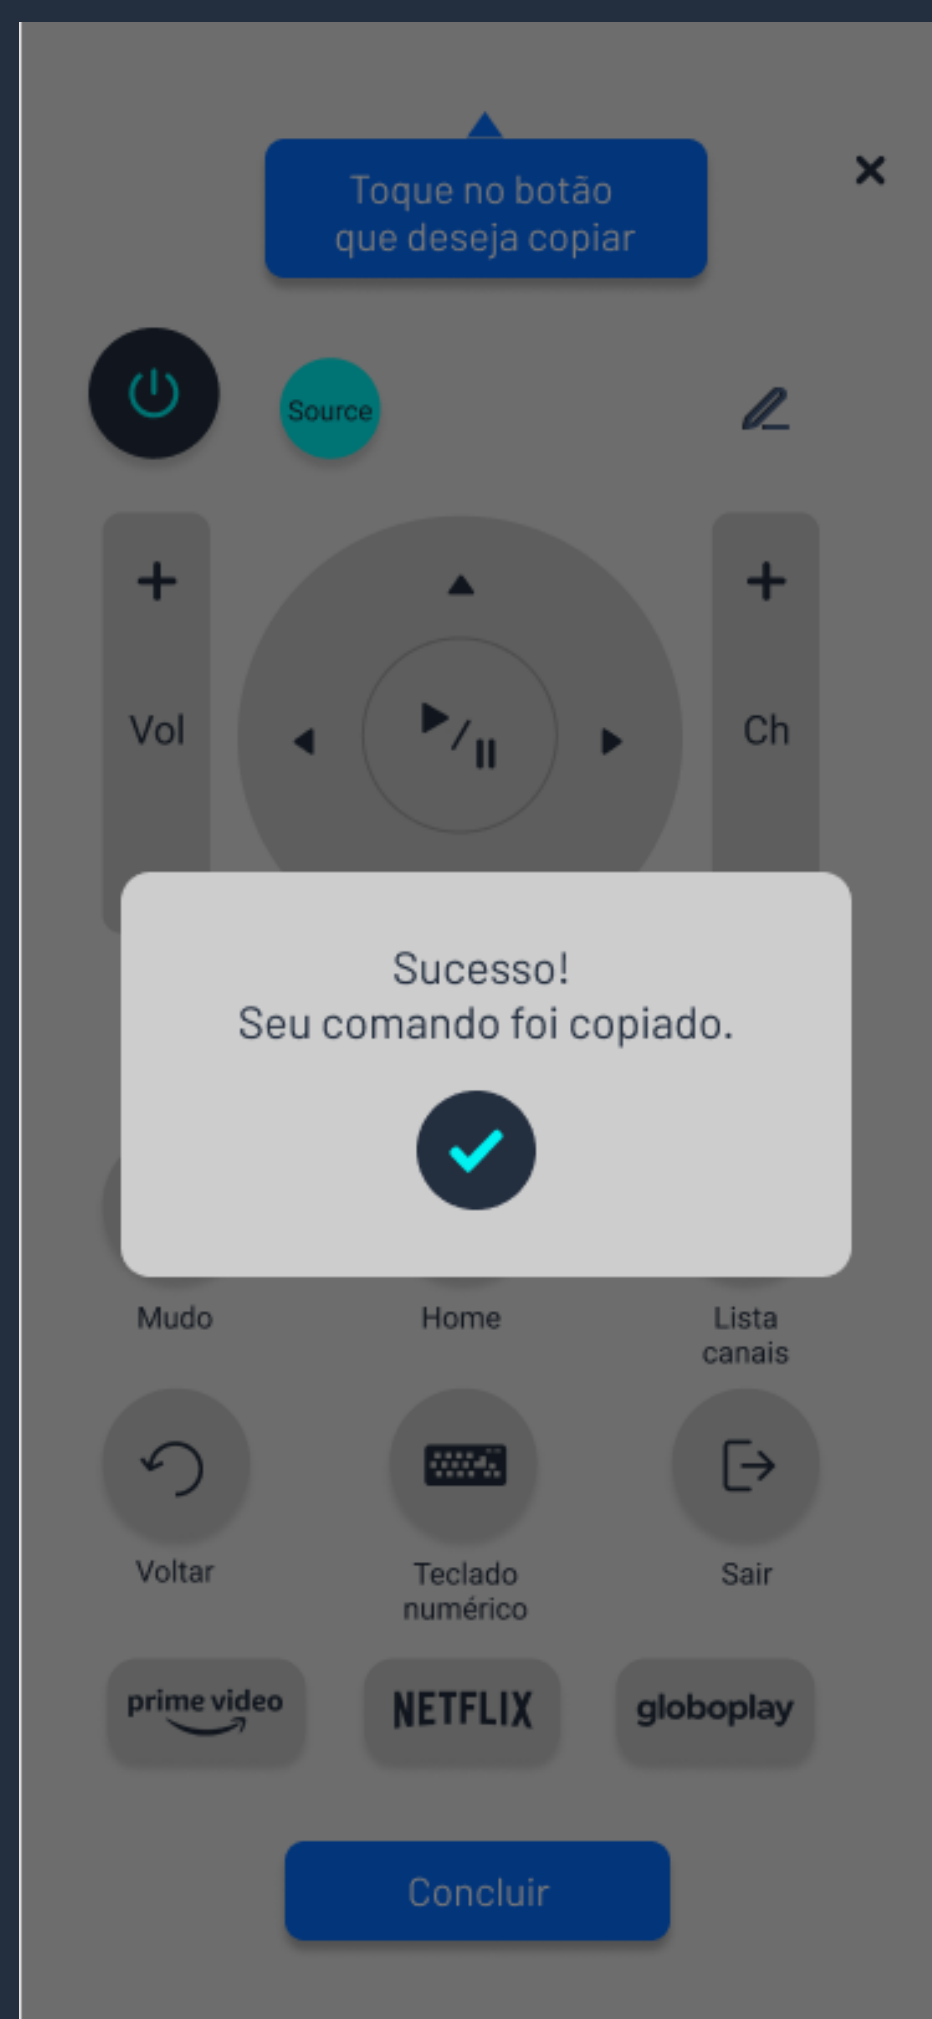 Toque no botão
que deseja copiar
Source
Vol
Ch
Sucesso!
Seu comando foi copiado.
Mudo
Home
Lista
canais
Voltar
Teclado
numérico
Sair
prime video
NETFLIX
globoplay
Concluir